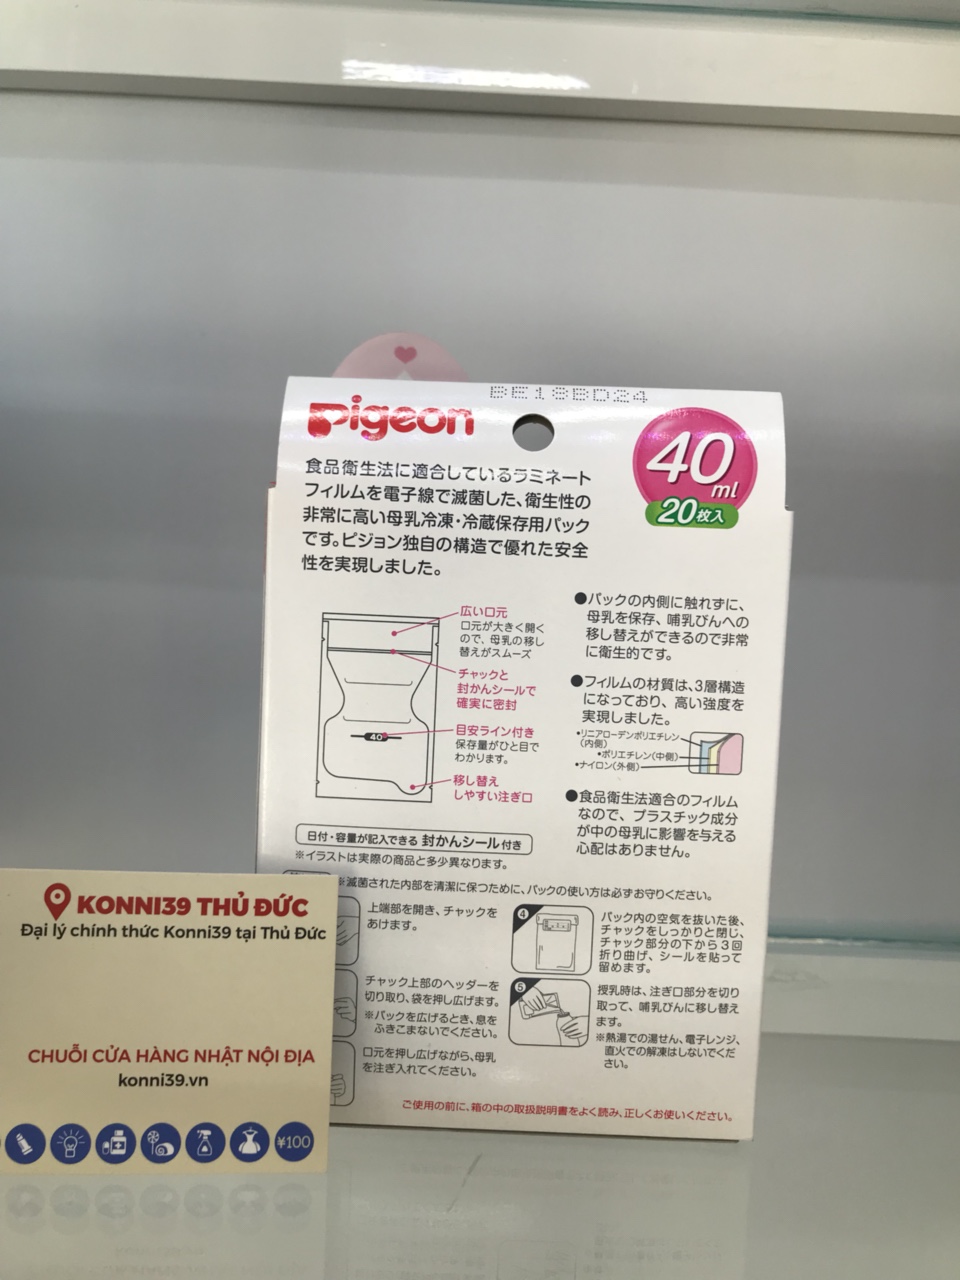 BE18BD24
Pigeon
40
ml
20枚入
食品衛生法に適合しているラミネート
フィルムを電子線で滅菌した、衛生性の
非常に高い母乳冷凍・冷蔵保存用パック
です。ピジョン独自の構造で優れた安全
性を実現しました。
広い口元
口元が大きく開く
ので、母乳の移し
替えがスムーズ
チャックと
封かんシールで
確実に密封
40
目安ライン付き
保存量がひと目で
わかります。
移し替え
しやすい注ぎ口
●パックの内側に触れずに、
母乳を保存、哺乳びんへの
移し替えができるので非常
に衛生的です。
●フィルムの材質は、3層構造
になっており、高い強度を
実現しました。
•リニアローデンポリエチレン
(内側)
•ポリエチレン(中側)
•ナイロン(外側)
●食品衛生法適合のフィルム
なので、プラスチック成分
が中の母乳に影響を与える
心配はありません。
日付・容量が記入できる 封かんシール付き
※イラストは実際の商品と多少異なります。
※滅菌された内部を清潔に保つために、パックの使い方は必ずお守りください。
上端部を開き、チャックを
あけます。
チャック上部のヘッダーを
切り取り、袋を押し広げます。
※パックを広げるとき、息を
ふきこまないでください。
口元を押し広げながら、母乳
を注ぎ入れてください。
4
パック内の空気を抜いた後、
チャックをしっかりと閉じ、
チャック部分の下から3回
折り曲げ、シールを貼って
留めます。
5
授乳時は、注ぎ口部分を切り
取って、哺乳びんに移し替え
ます。
※熱湯での湯せん、電子レンジ、
直火での解凍はしないでくだ
さい。
ご使用の前に、箱の中の取扱説明書をよく読み、正しくお使いください。
KONNI39 THỦ ĐỨC
Đại lý chính thức Konni39 tại Thủ Đức
CHUỖI CỬA HÀNG NHẬT NỘI ĐỊA
konni39.vn
¥100